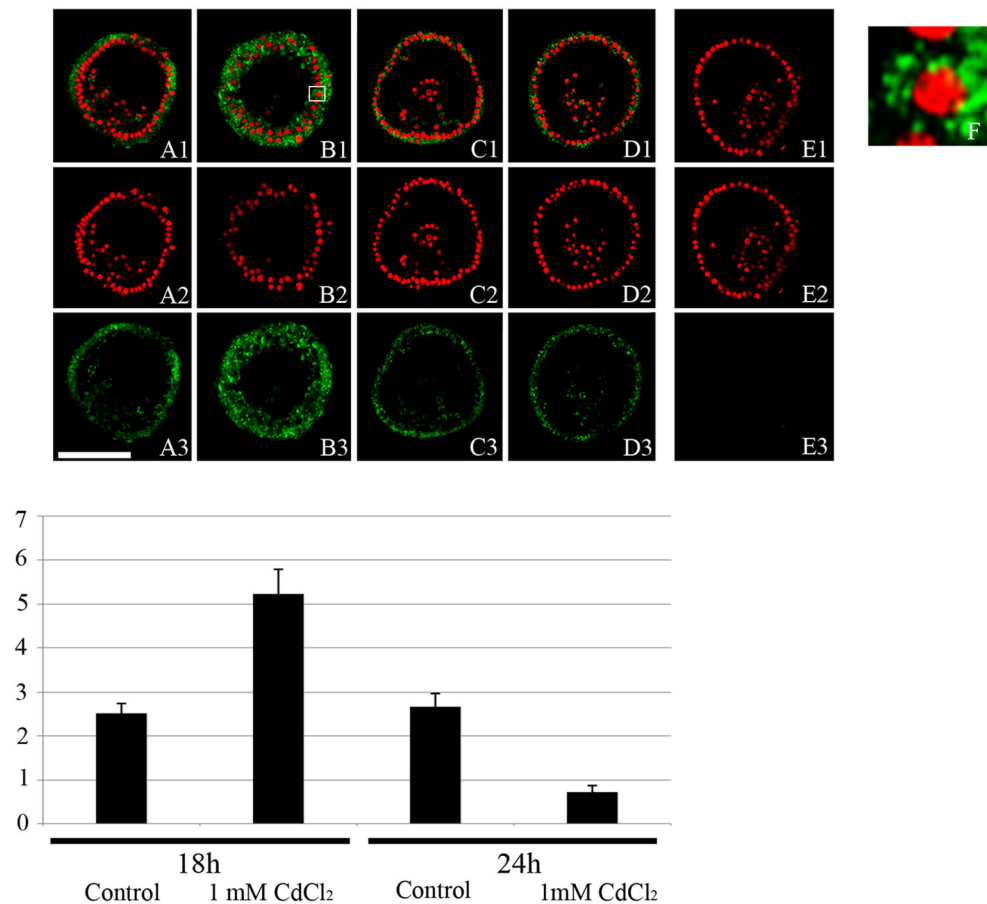 A1 B1 C1 D1 E1 F
A2 B2 C2 D2 E2
A3 B3 C3 D3 E3
7
6
5
4
3
2
1
0
18h 24h
Control 1 mM CdCl₂ Control 1mM CdCl₂